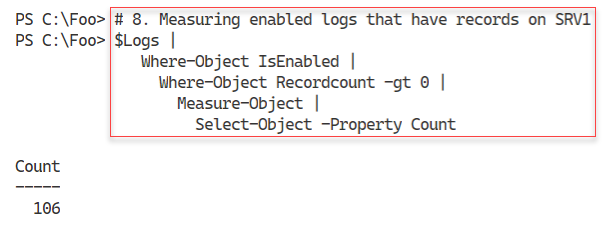 PS C:\Foo> # 8. Measuring enabled logs that have records on SRV1
PS C:\Foo> $Logs |
Where-Object IsEnabled |
Where-Object Recordcount -gt 0 |
Measure-Object |
Select-Object -Property Count
Count
-----
106